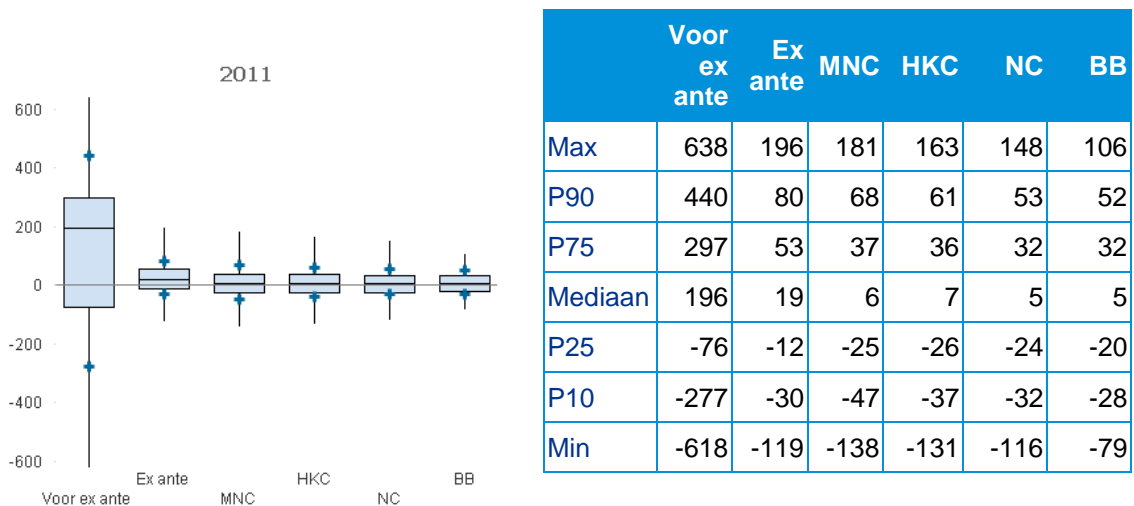 2011
600
400
200
0
-200
-400
-600
Ex ante HKC BB
Voor ex ante MNC NC
Voor ex ante Ex ante MNC HKC NC BB
Max 638 196 181 163 148 106
P90 440 80 68 61 53 52
P75 297 53 37 36 32 32
Mediaan 196 19 6 7 5 5
P25 -76 -12 -25 -26 -24 -20
P10 -277 -30 -47 -37 -32 -28
Min -618 -119 -138 -131 -116 -79